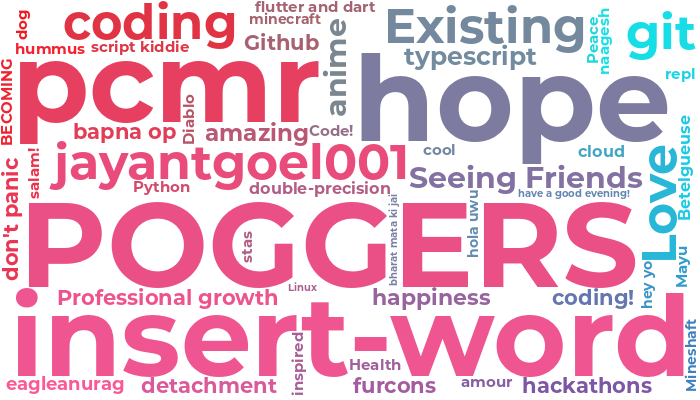 dog
coding
flutter and dart
minecraft
Existing
Peace
naagesh
git
hummus
script kiddie
Github
anime
typescript
repl
BECOMING
pcmr
hope
Diablo
bapna op
amazing
Code!
cool
cloud
Betelgueuse
don't panic
salam!
jayantgoel001
Python
double-precision
Seeing Friends
have a good evening!
Love
POGGERS
stas
bharat mata ki jai
hola uwu
hey yo
Mayu
Linux
Professional growth
happiness
coding!
insert-word
Mineshaft
inspired
Health
eagleanurag
detachment
furcons
amour
hackathons